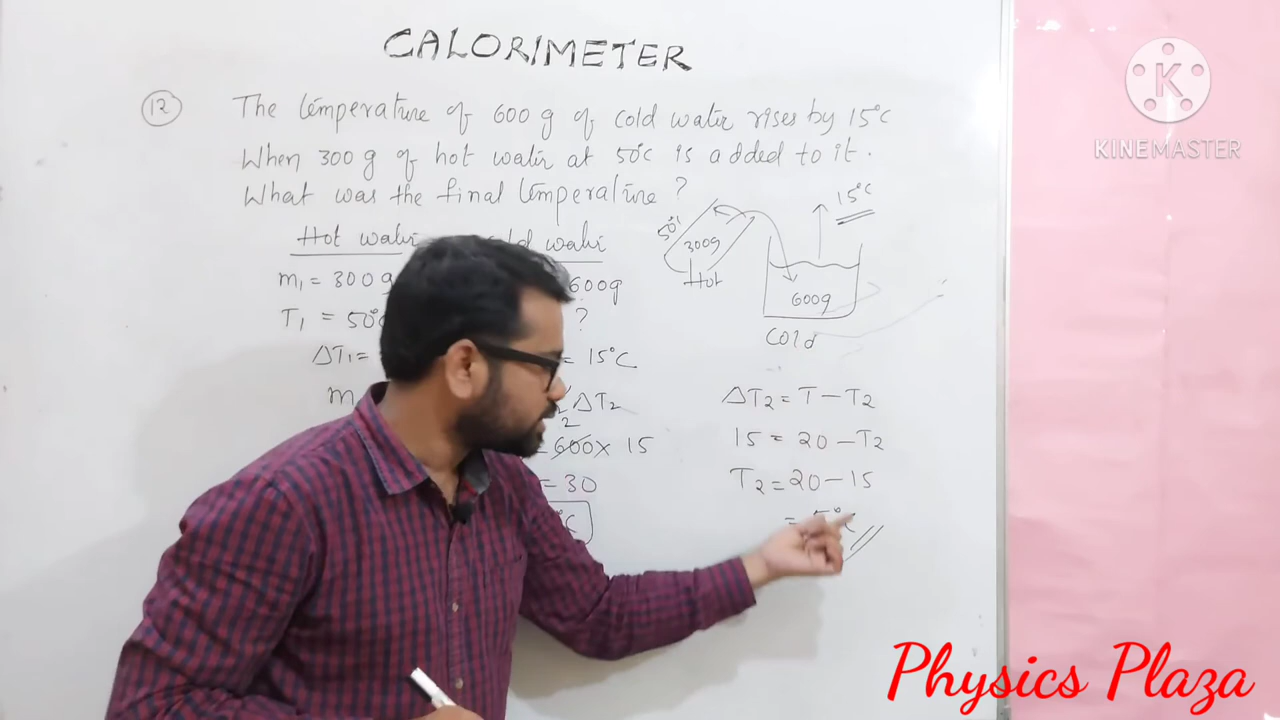 CALORIMETER
12 The temperature of 600 g of cold water rises by 15°C
When 300 g of hot water at 50°C is added to it.
What was the final temperature ?
Hot water
water
m₁ = 300g
600g
T₁ = 50°C
?
ΔT₁ =
= 15°C
m
ΔT₂
2
= 600 × 15
= 30
°C
50°C
300g
Hot
15°C
600g
Cold
ΔT₂ = T − T₂
15 = 20 − T₂
T₂ = 20 − 15
= 5°C
K
KINEMASTER
Physics Plaza